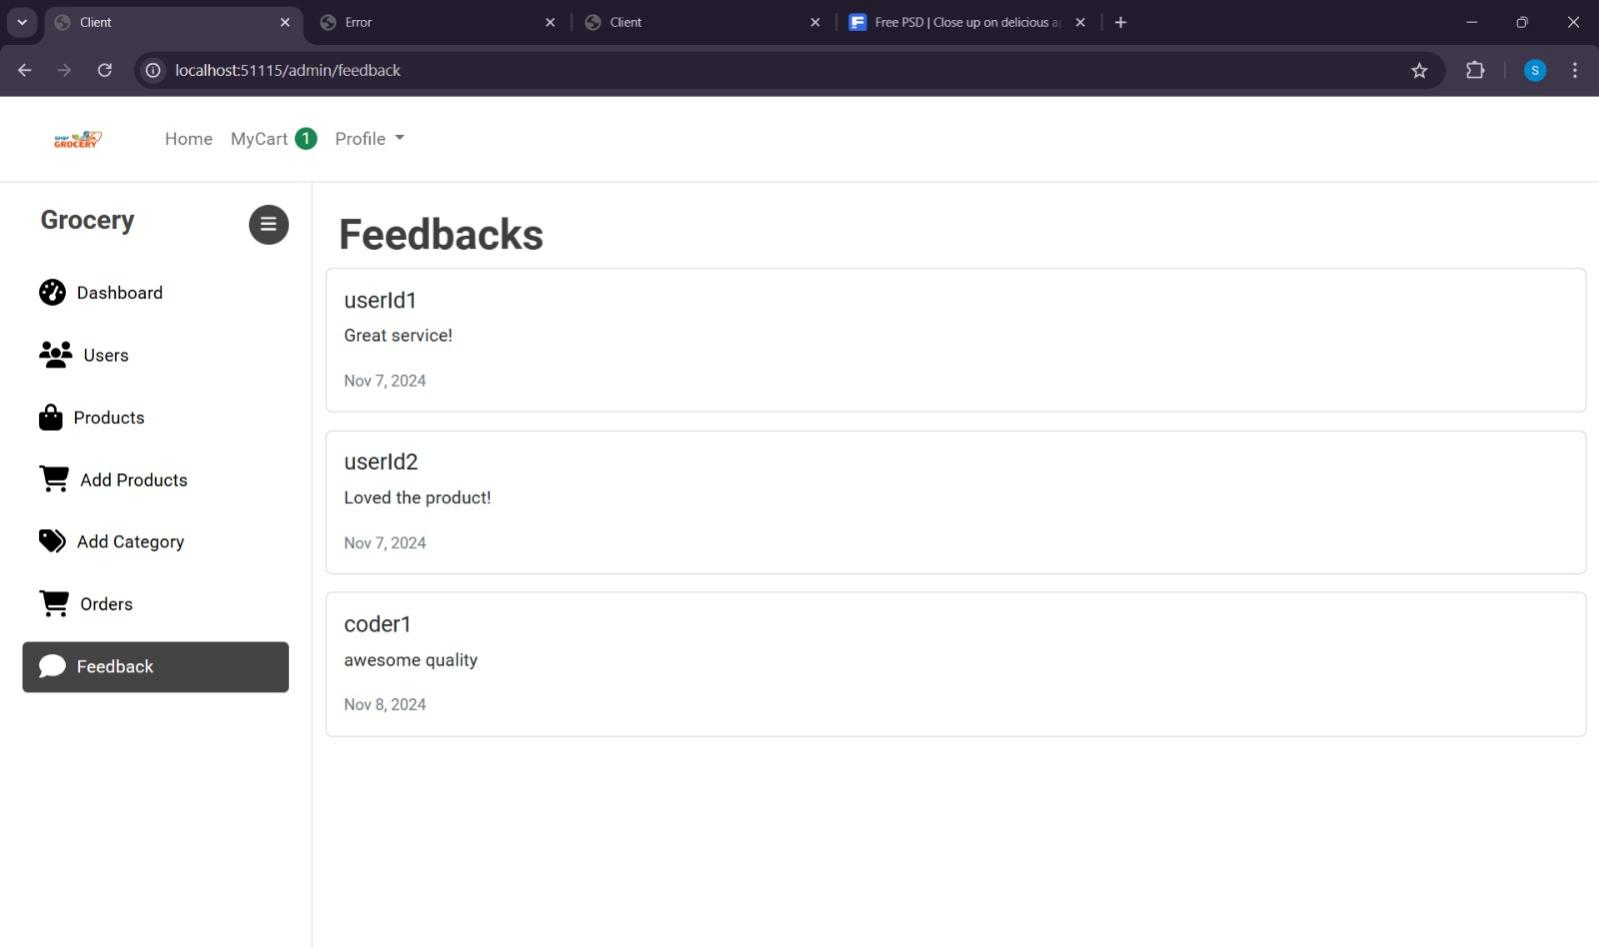 Client
Error
Client
Free PSD | Close up on delicious a
localhost:51115/admin/feedback
S
SHOP
GROCERY
Home
MyCart 1
Profile
Grocery
Dashboard
Users
Products
Add Products
Add Category
Orders
Feedback
Feedbacks
userId1
Great service!
Nov 7, 2024
userId2
Loved the product!
Nov 7, 2024
coder1
awesome quality
Nov 8, 2024